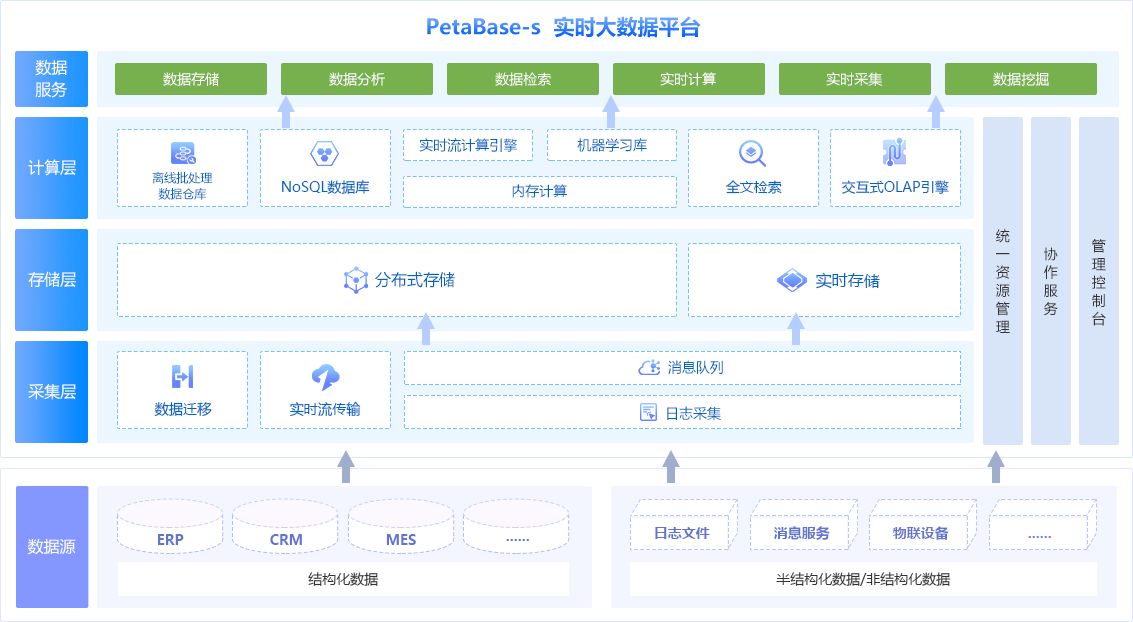 PetaBase-s 实时大数据平台
数据
服务
数据存储
数据分析
数据检索
实时计算
实时采集
数据挖掘
计算层
离线批处理
数据仓库
NoSQL数据库
实时流计算引擎
机器学习库
内存计算
全文检索
交互式OLAP引擎
存储层
分布式存储
实时存储
采集层
数据迁移
实时流传输
消息队列
日志采集
统一资源管理
协作服务
管理控制台
数据源
ERP
CRM
MES
......
结构化数据
日志文件
消息服务
物联设备
......
半结构化数据/非结构化数据